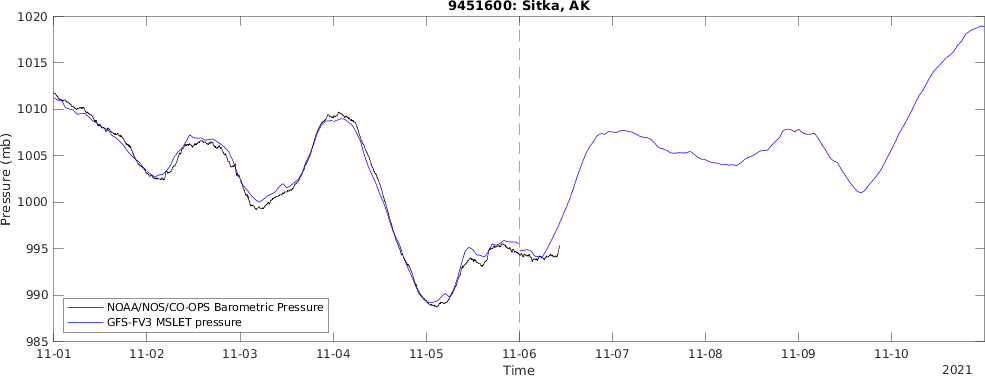 9451600: Sitka, AK
Pressure (mb)
1020
1015
1010
1005
1000
995
990
985
NOAA/NOS/CO-OPS Barometric Pressure
GFS-FV3 MSLET pressure
11-01 11-02 11-03 11-04 11-05 11-06 11-07 11-08 11-09 11-10
Time
2021